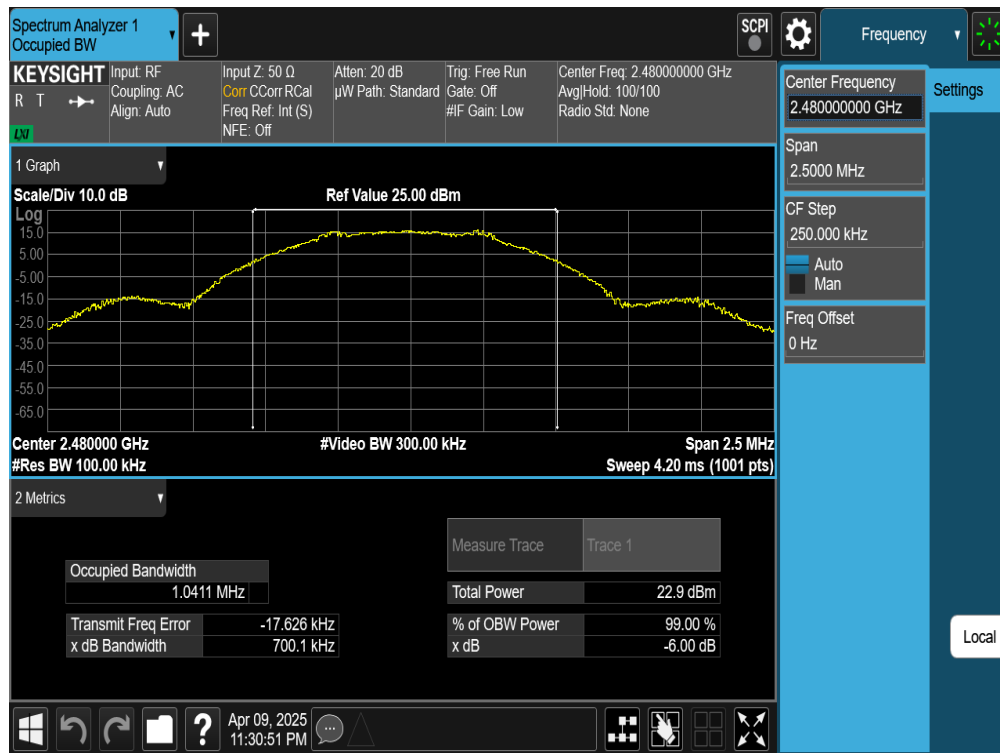 Spectrum Analyzer 1
Occupied BW
+
SCPI
Frequency
KEYSIGHT
R T
LXI
Input: RF
Coupling: AC
Align: Auto
Input Z: 50 Ω
Corr CCorr RCal
Freq Ref: Int (S)
NFE: Off
Atten: 20 dB
µW Path: Standard
Trig: Free Run
Gate: Off
#IF Gain: Low
Center Freq: 2.480000000 GHz
Avg|Hold: 100/100
Radio Std: None
Center Frequency
2.480000000 GHz
Settings
Span
2.5000 MHz
CF Step
250.000 kHz
Auto
Man
Freq Offset
0 Hz
Local
1 Graph
Scale/Div 10.0 dB
Ref Value 25.00 dBm
Log
15.0
5.00
-5.00
-15.0
-25.0
-35.0
-45.0
-55.0
-65.0
Center 2.480000 GHz
#Video BW 300.00 kHz
Span 2.5 MHz
#Res BW 100.00 kHz
Sweep 4.20 ms (1001 pts)
2 Metrics
Measure Trace
Trace 1
Occupied Bandwidth
1.0411 MHz
Total Power
22.9 dBm
Transmit Freq Error
-17.626 kHz
% of OBW Power
99.00 %
x dB Bandwidth
700.1 kHz
x dB
-6.00 dB
?
Apr 09, 2025
11:30:51 PM